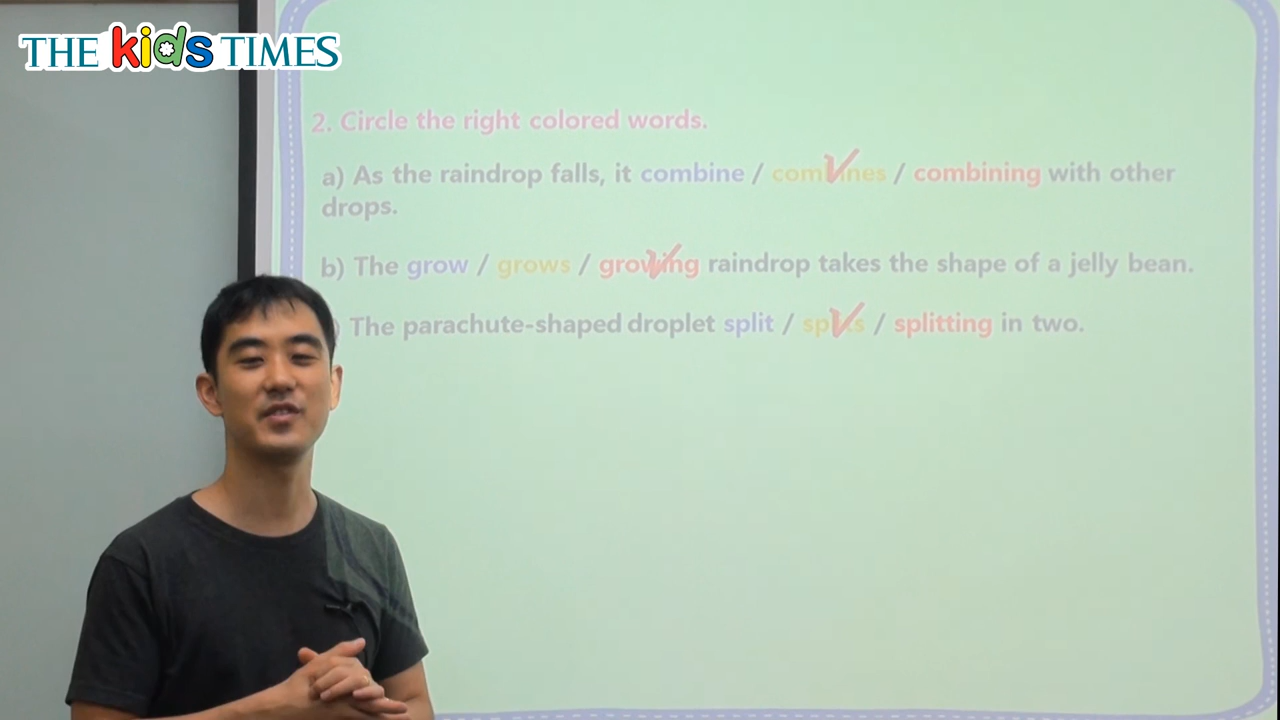 THE kids TIMES
2. Circle the right colored words.
a) As the raindrop falls, it combine / combines / combining with other
drops.
b) The grow / grows / growing raindrop takes the shape of a jelly bean.
) The parachute-shaped droplet split / splits / splitting in two.